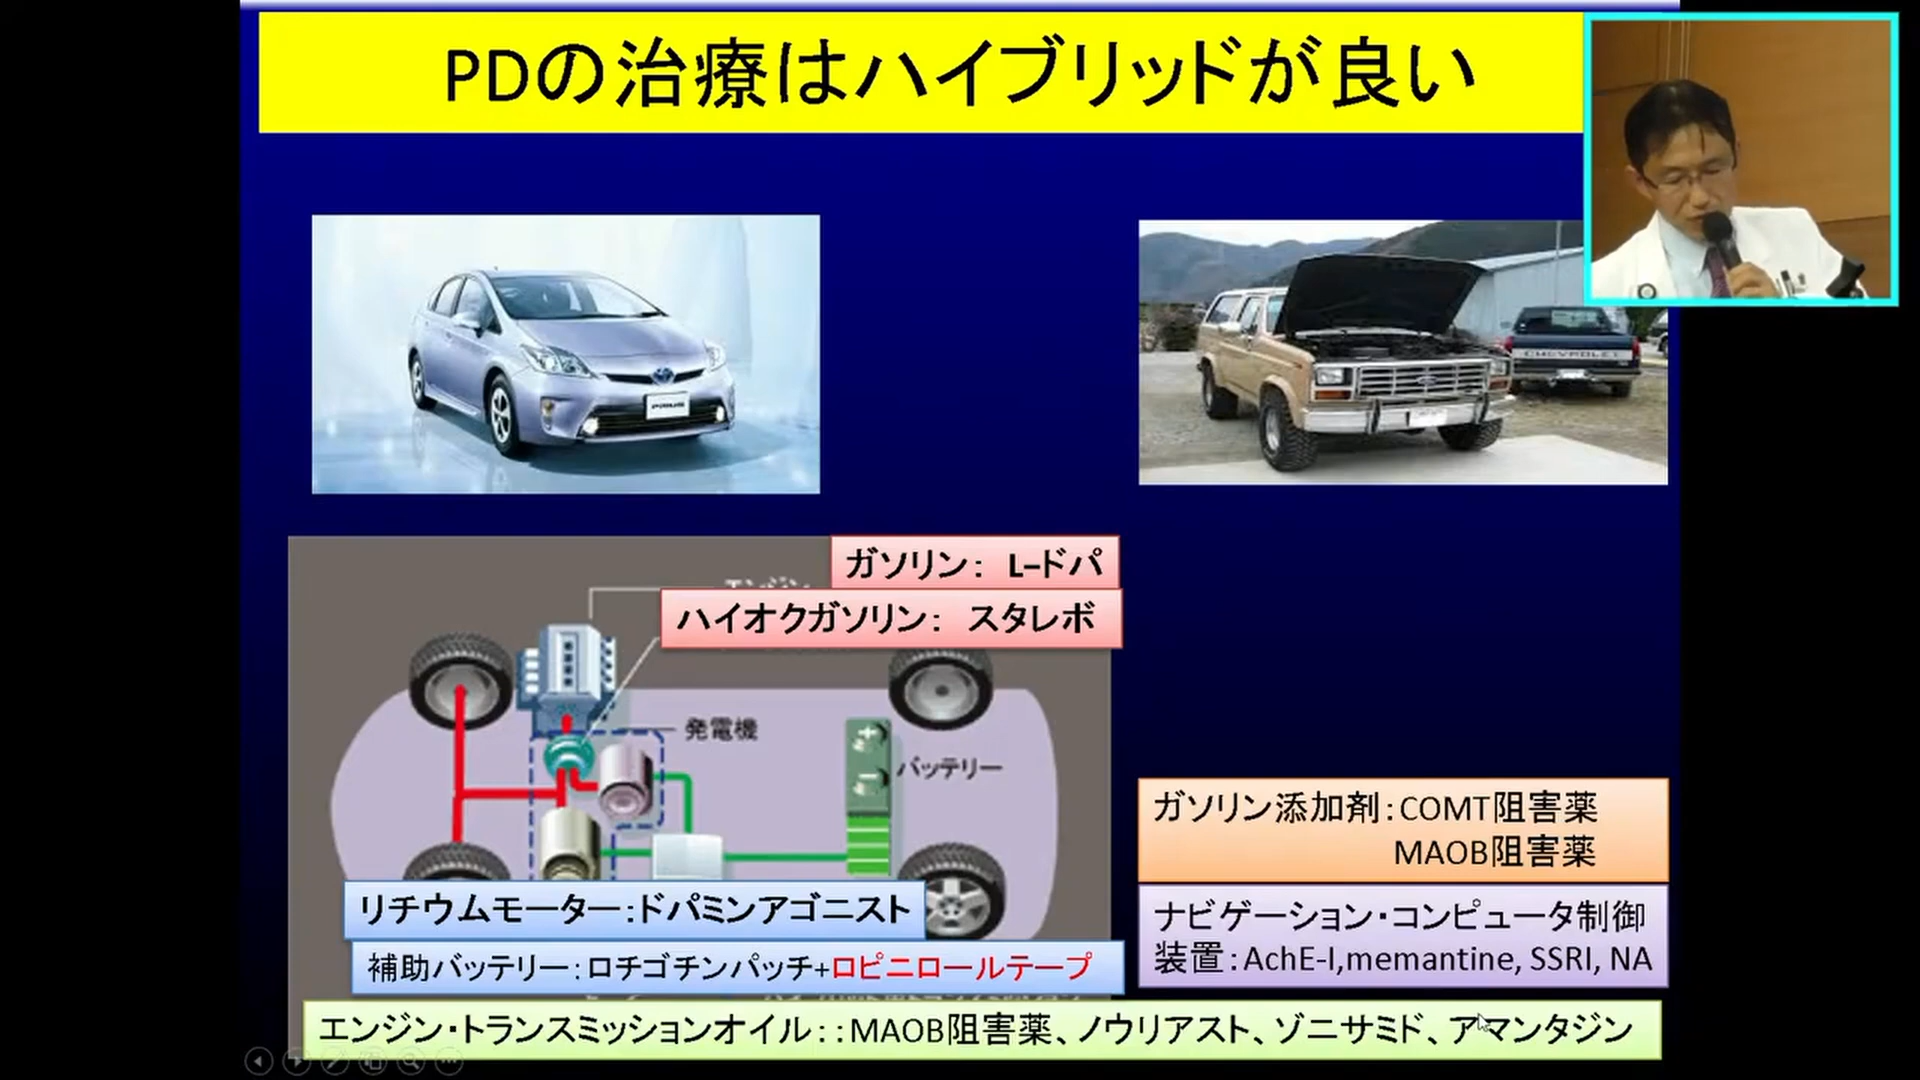 PDの治療はハイブリッドが良い
PRIUS
CHEVROLET
ガソリン： L-ドパ
ハイオクガソリン： スタレボ
発電機
バッテリー
リチウムモーター：ドパミンアゴニスト
補助バッテリー：ロチゴチンパッチ+ロピニロールテープ
ガソリン添加剤：COMT阻害薬
MAOB阻害薬
ナビゲーション・コンピュータ制御
装置：AchE-I,memantine, SSRI, NA
エンジン・トランスミッションオイル：：MAOB阻害薬、ノウリアスト、ゾニサミド、アマンタジン